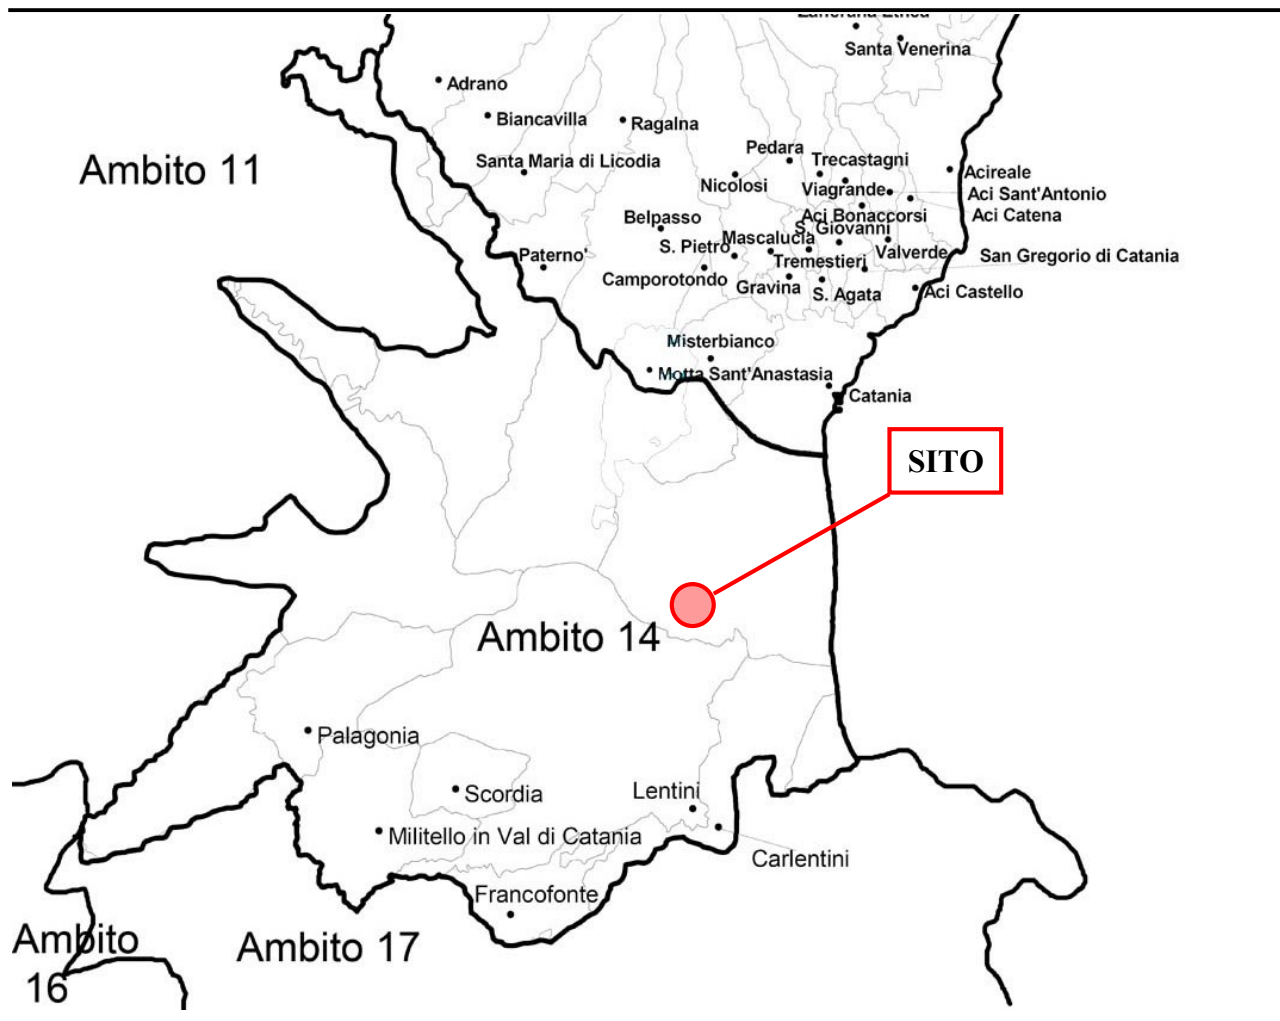 Zafferana Etnea
Santa Venerina
Adrano
Biancavilla
Ragalna
Pedara
Trecastagni
Ambito 11
Santa Maria di Licodia
Acireale
Nicolosi
Viagrande
Aci Sant'Antonio
Belpasso
Aci Bonaccorsi
Aci Catena
S. Giovanni
Mascalucia
S. Pietro
Paterno'
Valverde
San Gregorio di Catania
Tremestieri
Camporotondo
Gravina
S. Agata
Aci Castello
Misterbianco
Motta Sant'Anastasia
Catania
SITO
Ambito 14
Palagonia
Scordia
Lentini
Militello in Val di Catania
Carlentini
Francofonte
Ambito
16
Ambito 17